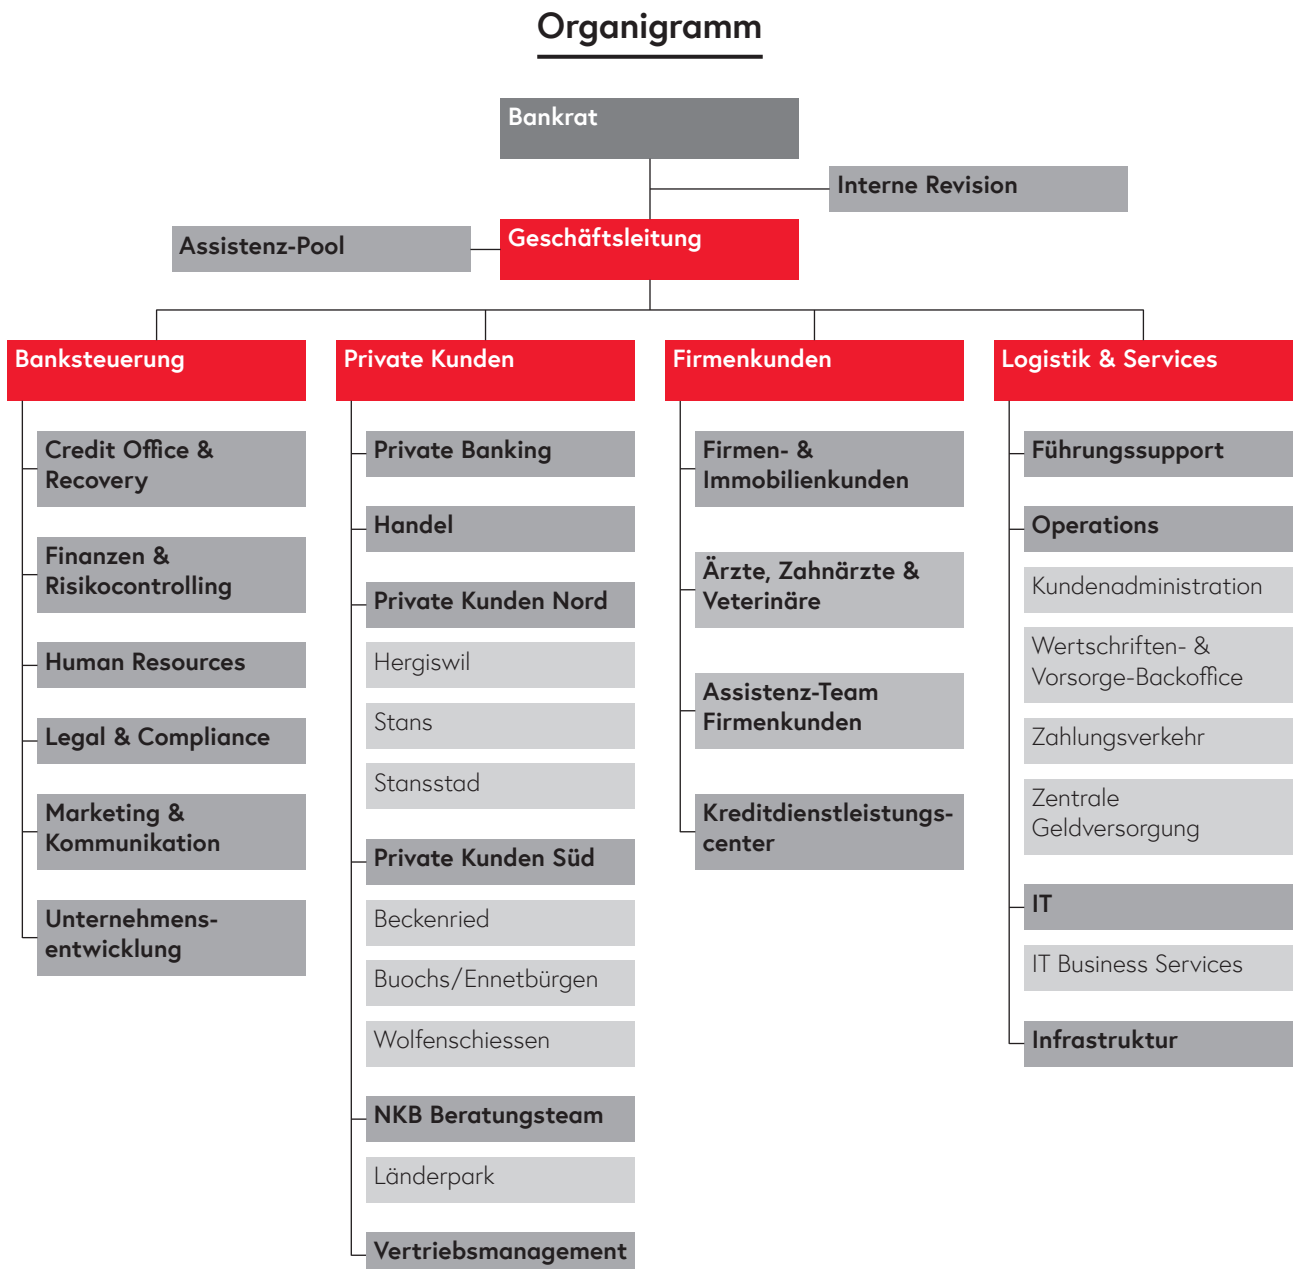 Organigramm
Bankrat
Interne Revision
Assistenz-Pool
Geschäftsleitung
Banksteuerung
Credit Office &
Recovery
Finanzen &
Risikocontrolling
Human Resources
Legal & Compliance
Marketing &
Kommunikation
Unternehmens-
entwicklung
Private Kunden
Private Banking
Handel
Private Kunden Nord
Hergiswil
Stans
Stansstad
Private Kunden Süd
Beckenried
Buochs/Ennetbürgen
Wolfenschiessen
NKB Beratungsteam
Länderpark
Vertriebsmanagement
Firmenkunden
Firmen- &
Immobilienkunden
Ärzte, Zahnärzte &
Veterinäre
Assistenz-Team
Firmenkunden
Kreditdienstleistungs-
center
Logistik & Services
Führungssupport
Operations
Kundenadministration
Wertschriften- &
Vorsorge-Backoffice
Zahlungsverkehr
Zentrale
Geldversorgung
IT
IT Business Services
Infrastruktur